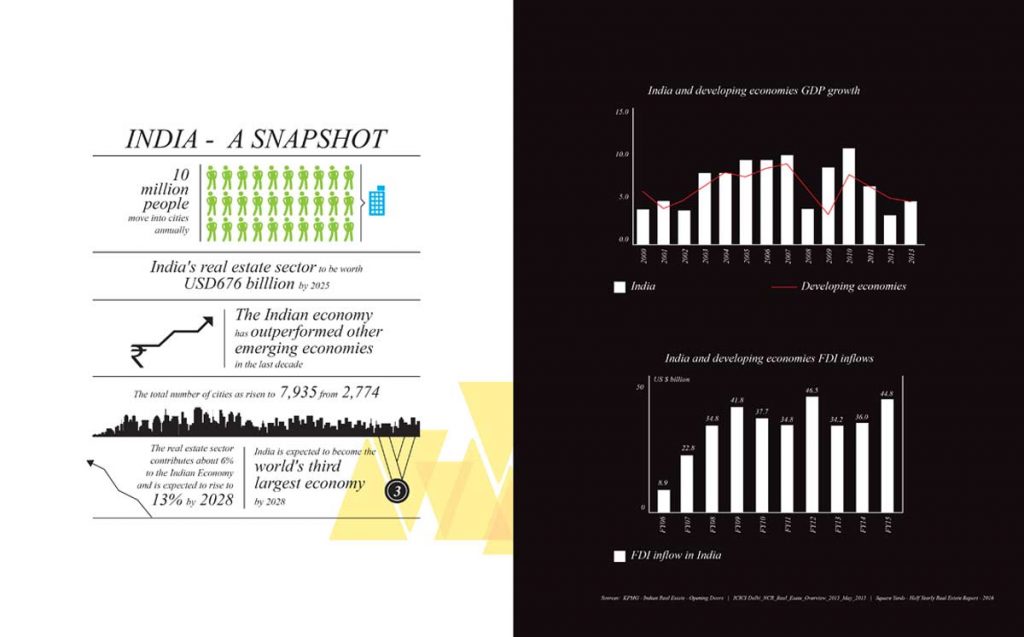 INDIA - A SNAPSHOT
10
million
people
move into cities
annually
India's real estate sector to be worth
USD676 billlion by 2025
The Indian economy
has outperformed other
emerging economies
in the last decade
The total number of cities as risen to 7,935 from 2,774
The real estate sector
contributes about 6%
to the Indian Economy
and is expected to rise to
13% by 2028
India is expected to become the
world's third
largest economy
by 2028
3
India and developing economies GDP growth
15.0
10.0
5.0
0.0
2000
2001
2002
2003
2004
2005
2006
2007
2008
2009
2010
2011
2012
2013
India
Developing economies
India and developing economies FDI inflows
50
US $ billion
0
8.9
22.8
34.8
41.8
37.7
34.8
46.5
34.2
36.0
44.8
FY06
FY07
FY08
FY09
FY10
FY11
FY12
FY13
FY14
FY15
FDI inflow in India
Sources: KPMG - Indian Real Estate - Opening Doors | ICICI Delhi_NCR_Real_Estate_Overview_2015_May_2015 | Square Yards - Half Yearly Real Estate Report - 2016